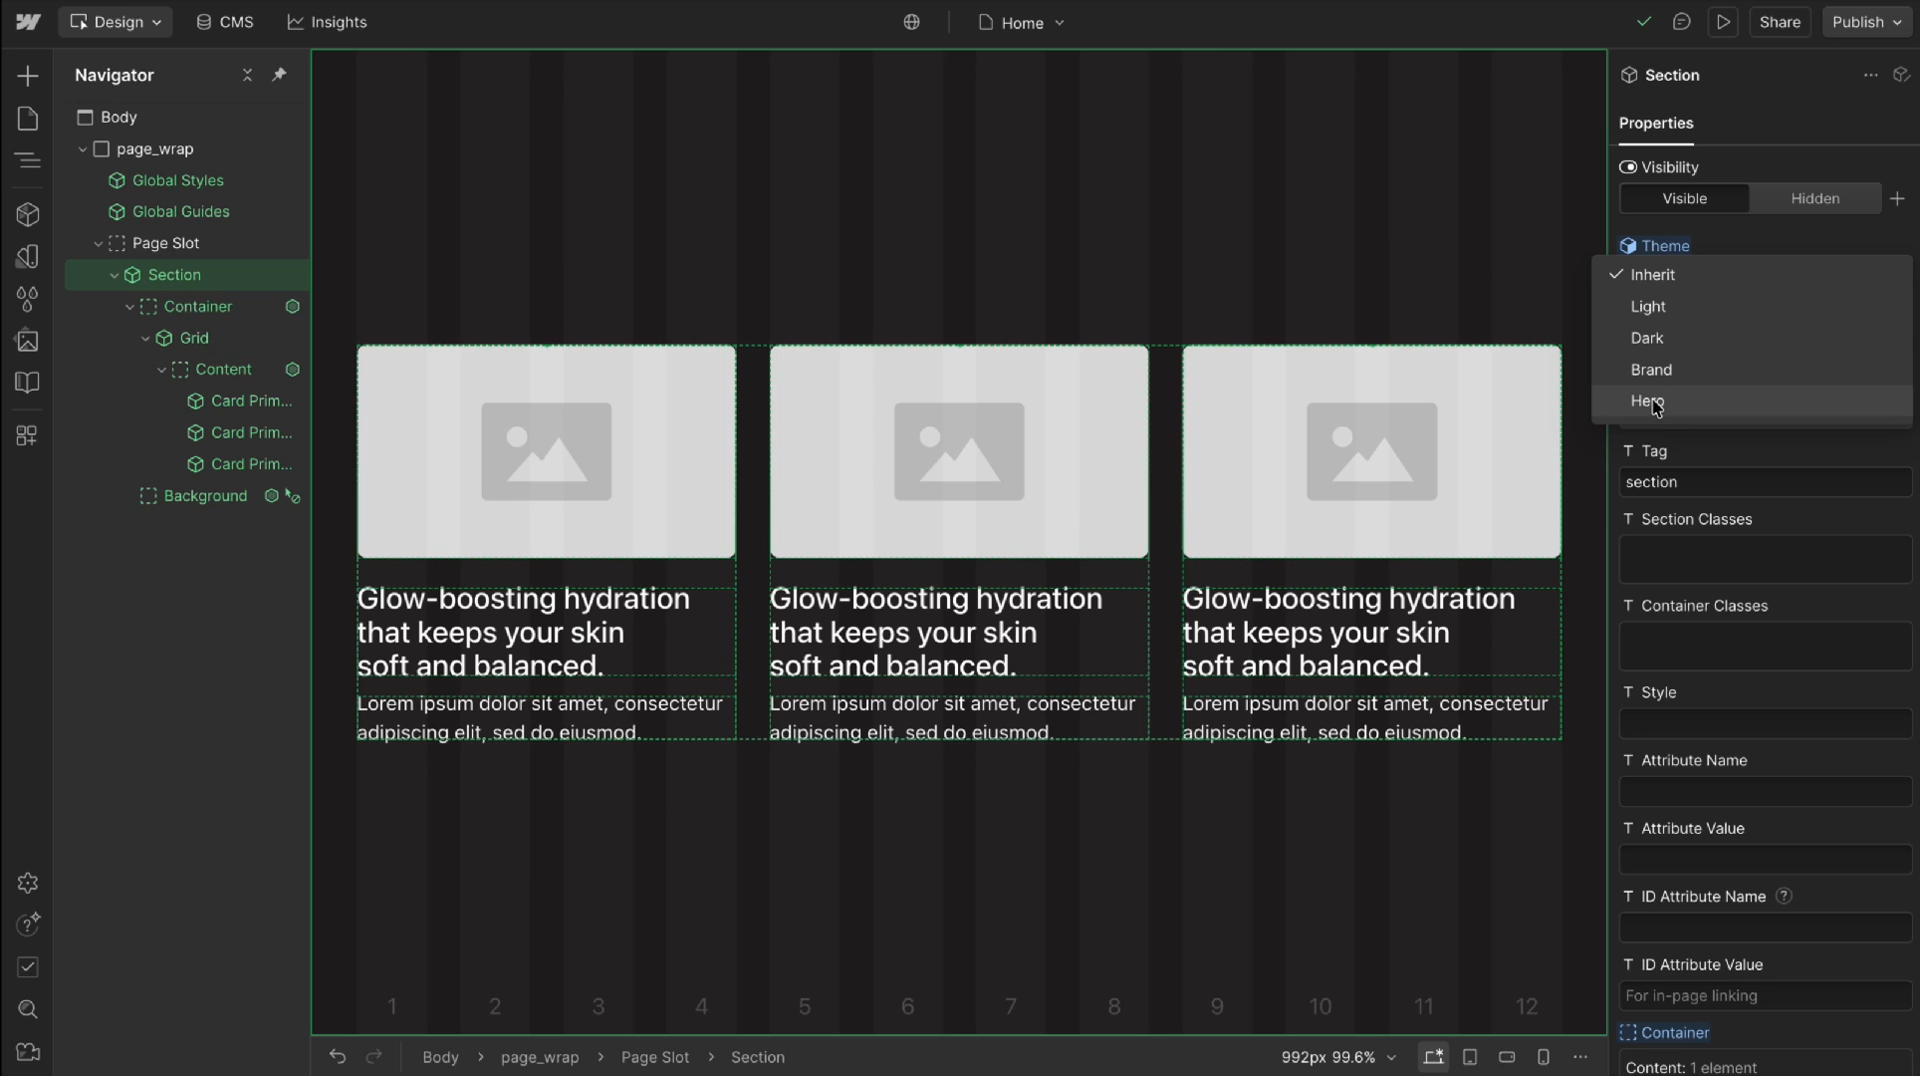 Design
CMS
Insights
Home
Share
Publish
Navigator
Body
page_wrap
Global Styles
Global Guides
Page Slot
Section
Container
Grid
Content
Card Prim...
Card Prim...
Card Prim...
Background
Glow-boosting hydration
that keeps your skin
soft and balanced.
Lorem ipsum dolor sit amet, consectetur
adipiscing elit, sed do eiusmod.
Glow-boosting hydration
that keeps your skin
soft and balanced.
Lorem ipsum dolor sit amet, consectetur
adipiscing elit, sed do eiusmod.
Glow-boosting hydration
that keeps your skin
soft and balanced.
Lorem ipsum dolor sit amet, consectetur
adipiscing elit, sed do eiusmod.
1 2 3 4 5 6 7 8 9 10 11 12
Body > page_wrap > Page Slot > Section
992px 99.6%
Section
Properties
Visibility
Visible Hidden
Theme
Inherit
Light
Dark
Brand
Hero
Tag
section
Section Classes
Container Classes
Style
Attribute Name
Attribute Value
ID Attribute Name
ID Attribute Value
For in-page linking
Container
Content: 1 element